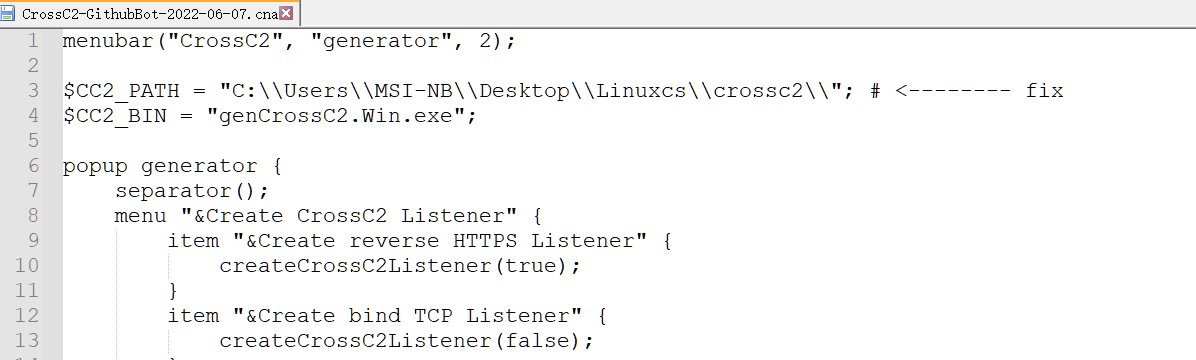 CrossC2-GithubBot-2022-06-07.cna
1 menubar("CrossC2", "generator", 2);
2
3 $CC2_PATH = "C:\\Users\\MSI-NB\\Desktop\\Linuxcs\\crossc2\\"; # <-------- fix
4 $CC2_BIN = "genCrossC2.Win.exe";
5
6 popup generator {
7     separator();
8     menu "&Create CrossC2 Listener" {
9         item "&Create reverse HTTPS Listener" {
10             createCrossC2Listener(true);
11         }
12         item "&Create bind TCP Listener" {
13             createCrossC2Listener(false);